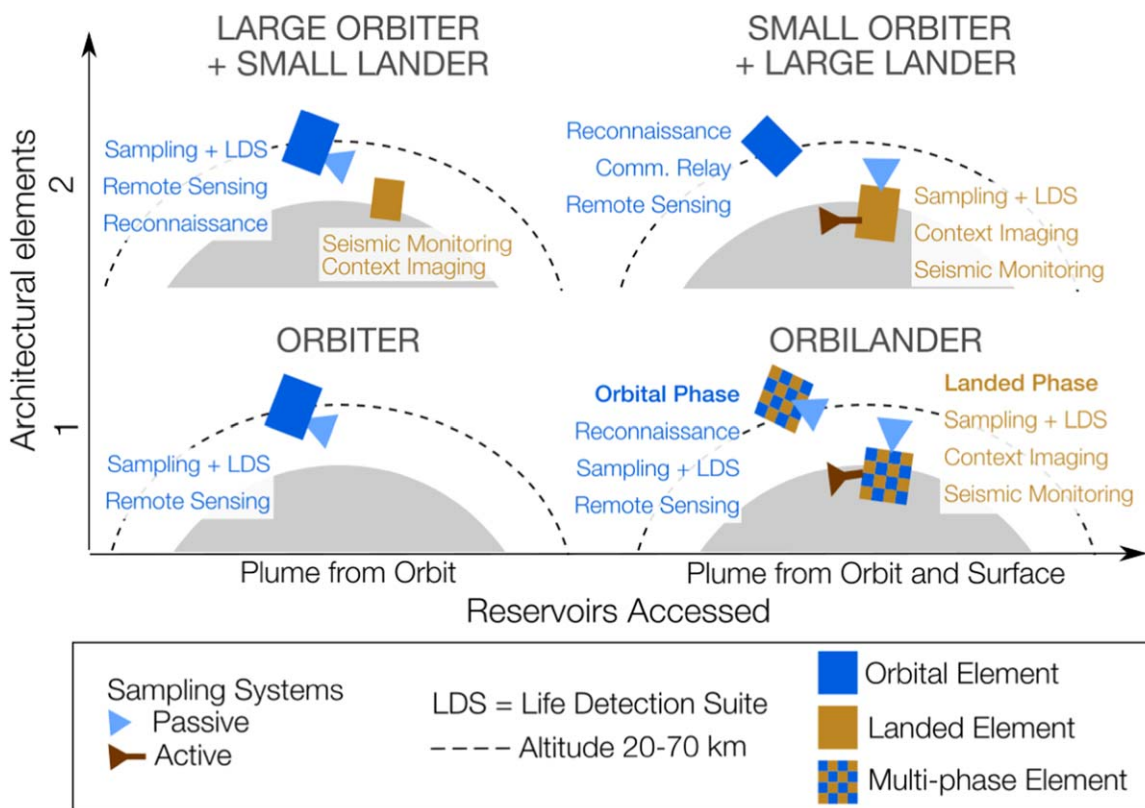 LARGE ORBITER
+ SMALL LANDER
Sampling + LDS
Remote Sensing
Reconnaissance
Seismic Monitoring
Context Imaging
SMALL ORBITER
+ LARGE LANDER
Reconnaissance
Comm. Relay
Remote Sensing
Sampling + LDS
Context Imaging
Seismic Monitoring
Architectural elements
2
1
ORBITER
Sampling + LDS
Remote Sensing
ORBILANDER
Orbital Phase
Reconnaissance
Sampling + LDS
Remote Sensing
Landed Phase
Sampling + LDS
Context Imaging
Seismic Monitoring
Plume from Orbit
Plume from Orbit and Surface
Reservoirs Accessed
Sampling Systems
Passive
Active
LDS = Life Detection Suite
Altitude 20-70 km
Orbital Element
Landed Element
Multi-phase Element